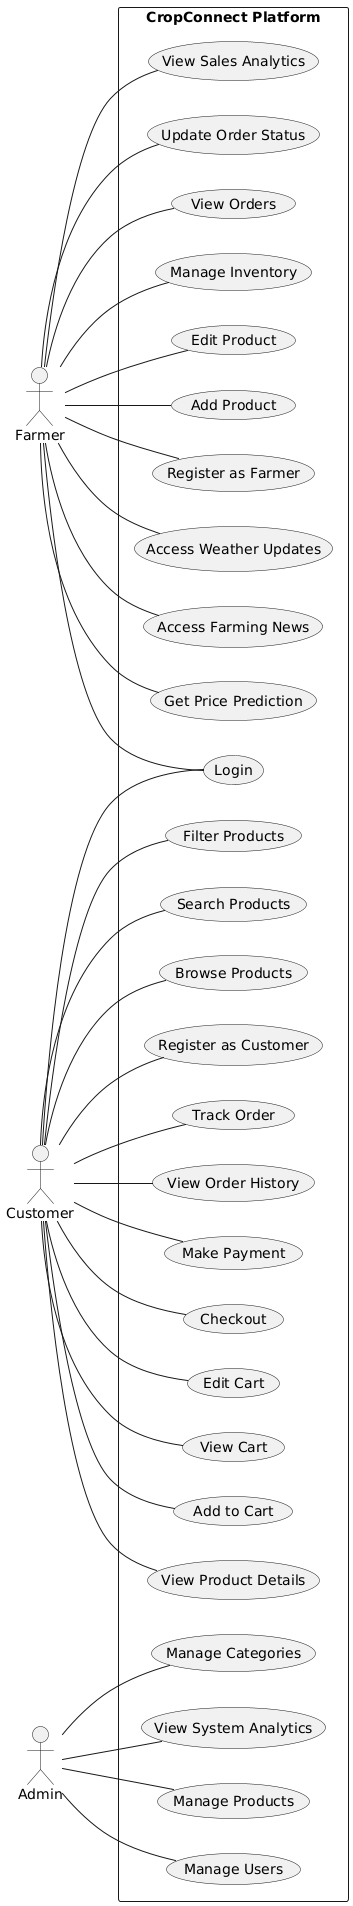 CropConnect Platform
View Sales Analytics
Update Order Status
View Orders
Manage Inventory
Edit Product
Add Product
Farmer
Register as Farmer
Access Weather Updates
Access Farming News
Get Price Prediction
Login
Filter Products
Search Products
Browse Products
Register as Customer
Track Order
View Order History
Customer
Make Payment
Checkout
Edit Cart
View Cart
Add to Cart
View Product Details
Manage Categories
View System Analytics
Admin
Manage Products
Manage Users